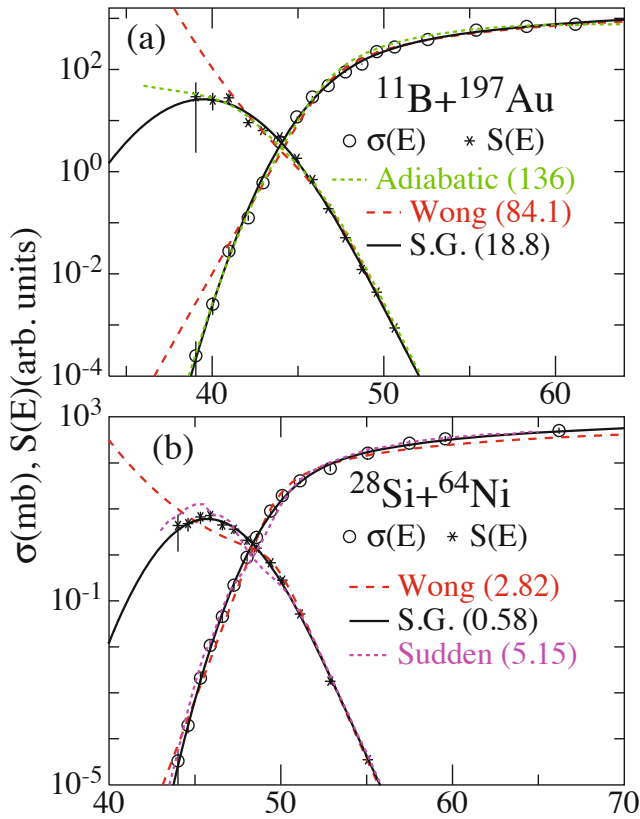 σ(mb), S(E)(arb. units)
(a)
10²
10⁰
10⁻²
10⁻⁴
¹¹B+¹⁹⁷Au
σ(E) S(E)
Adiabatic (136)
Wong (84.1)
S.G. (18.8)
40 50 60
(b)
10³
10⁻¹
10⁻⁵
²⁸Si+⁶⁴Ni
σ(E) S(E)
Wong (2.82)
S.G. (0.58)
Sudden (5.15)
40 50 60 70